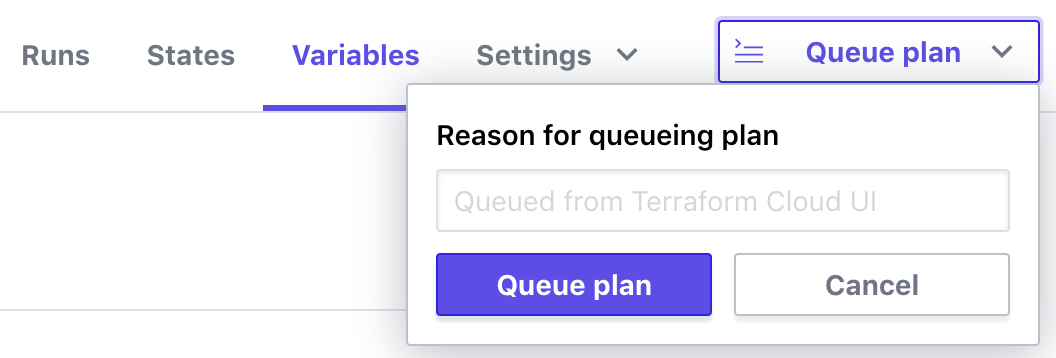 Runs States Variables Settings Queue plan
Reason for queueing plan
Queued from Terraform Cloud UI
Queue plan Cancel